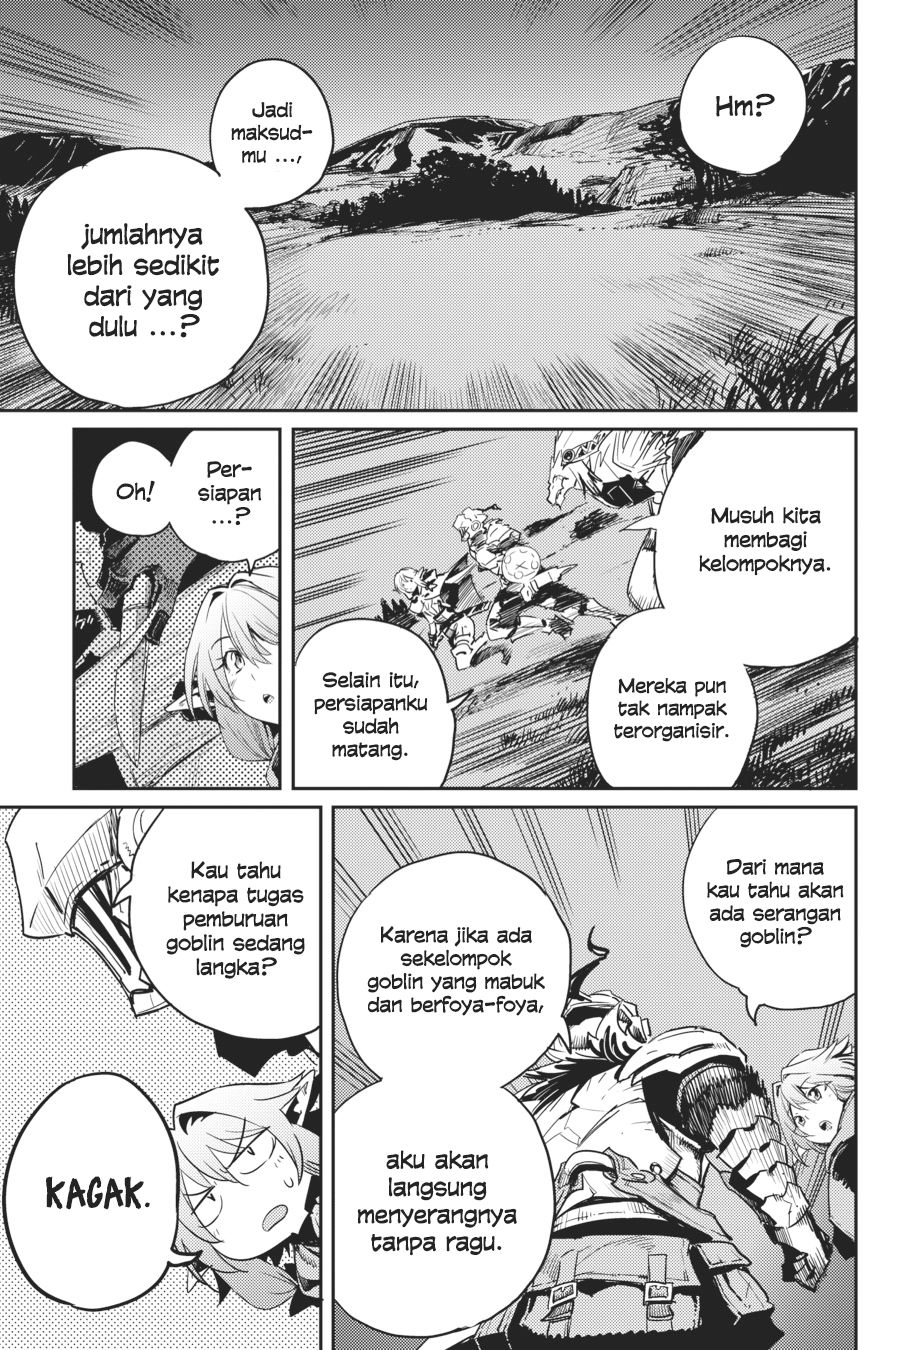 Hm?
Jadi
maksud-
mu ...,
jumlahnya
lebih sedikit
dari yang
dulu ...?
Musuh kita
membagi
kelompoknya.
Mereka pun
tak nampak
terorganisir.
Selain itu,
persiapanku
sudah
matang.
Per-
siapan
...?
Oh!
Dari mana
kau tahu akan
ada serangan
goblin?
Karena jika ada
sekelompok
goblin yang mabuk
dan berfoya-foya,
aku akan
langsung
menyerangnya
tanpa ragu.
Kau tahu
kenapa tugas
pemburuan
goblin sedang
langka?
KAGAK.